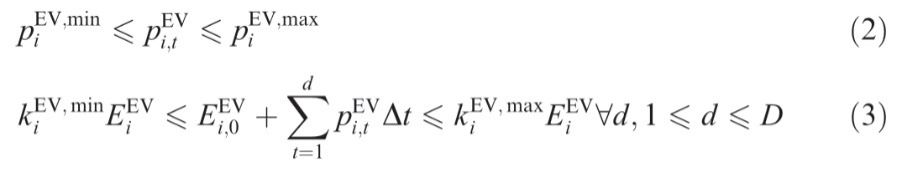 p_i^{EV,min} ⩽ p_{i,t}^{EV} ⩽ p_i^{EV,max} (2)
k_i^{EV,min} E_i^{EV} ⩽ E_{i,0}^{EV} + \sum_{t=1}^{d} p_{i,t}^{EV} Δt ⩽ k_i^{EV,max} E_i^{EV} ∀d, 1 ⩽ d ⩽ D (3)